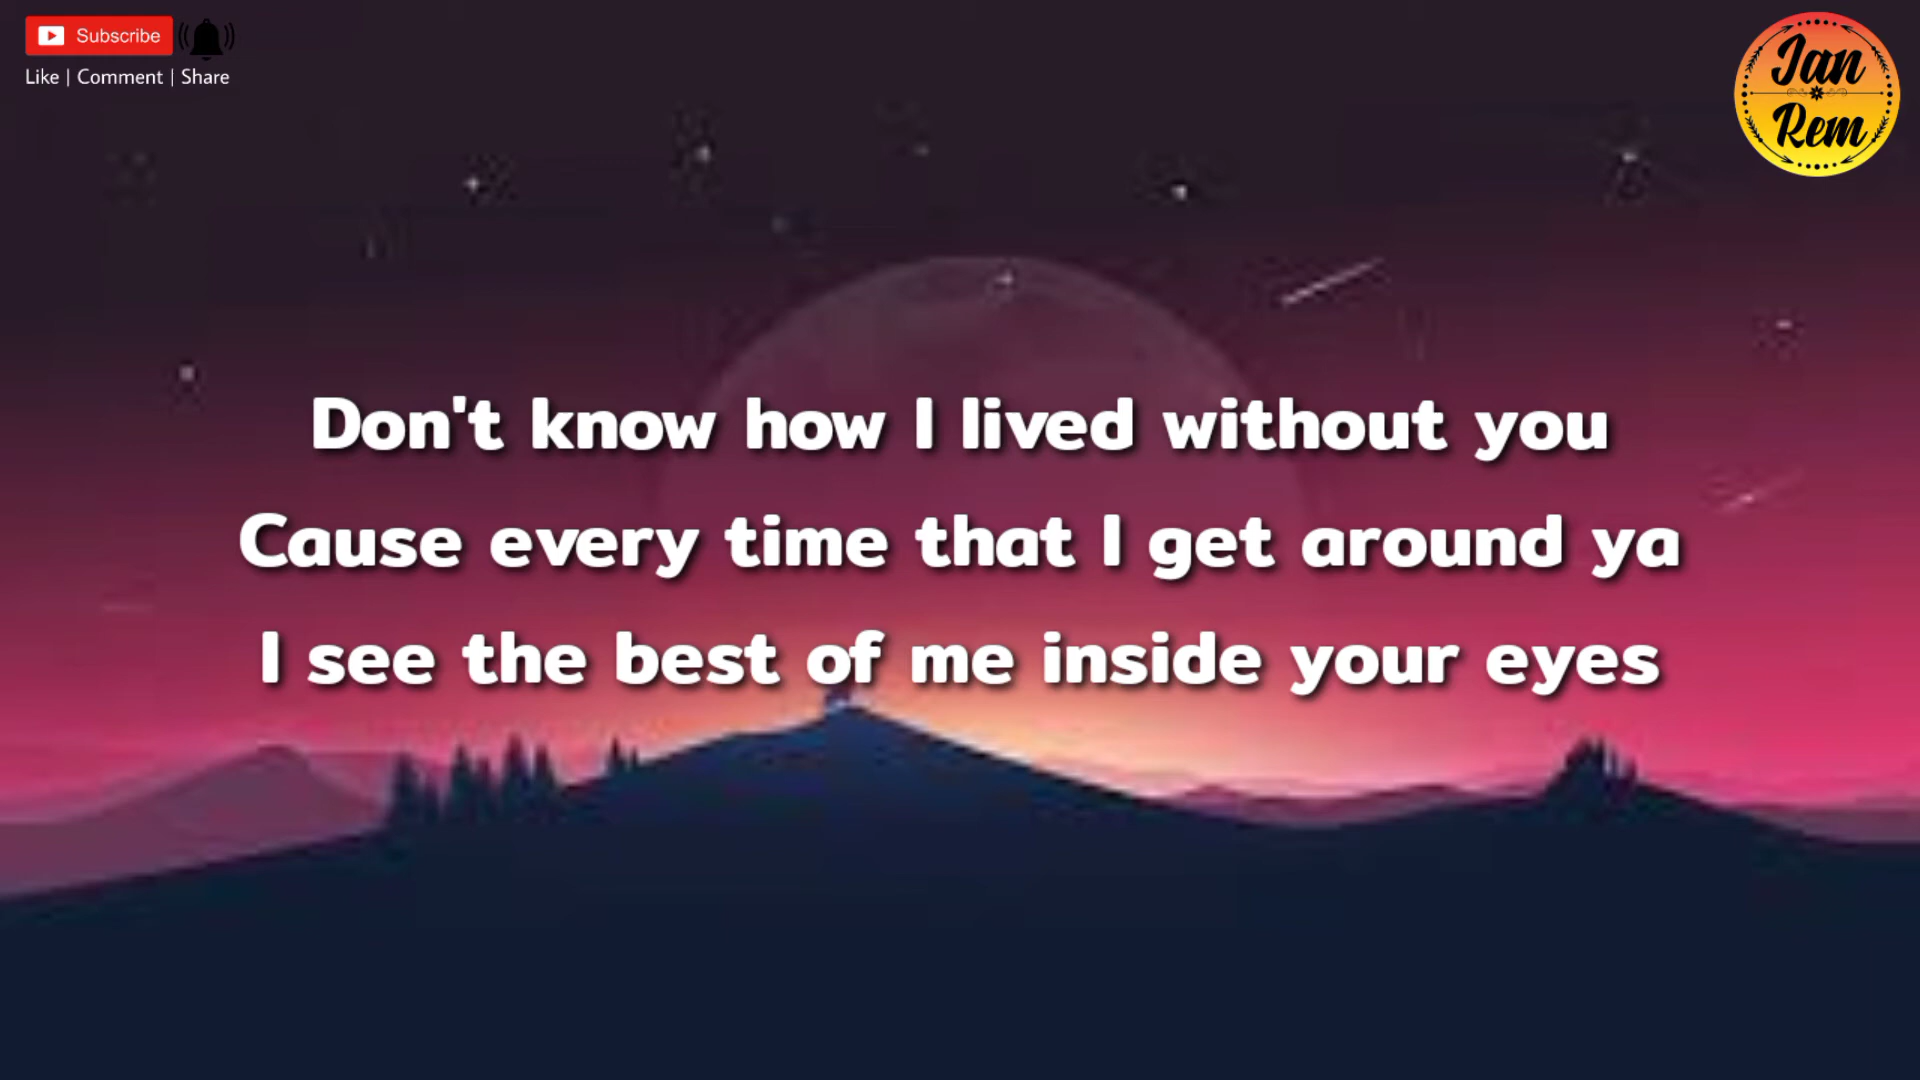 Subscribe
Like | Comment | Share
Jan
Rem
Don't know how I lived without you
Cause every time that I get around ya
I see the best of me inside your eyes